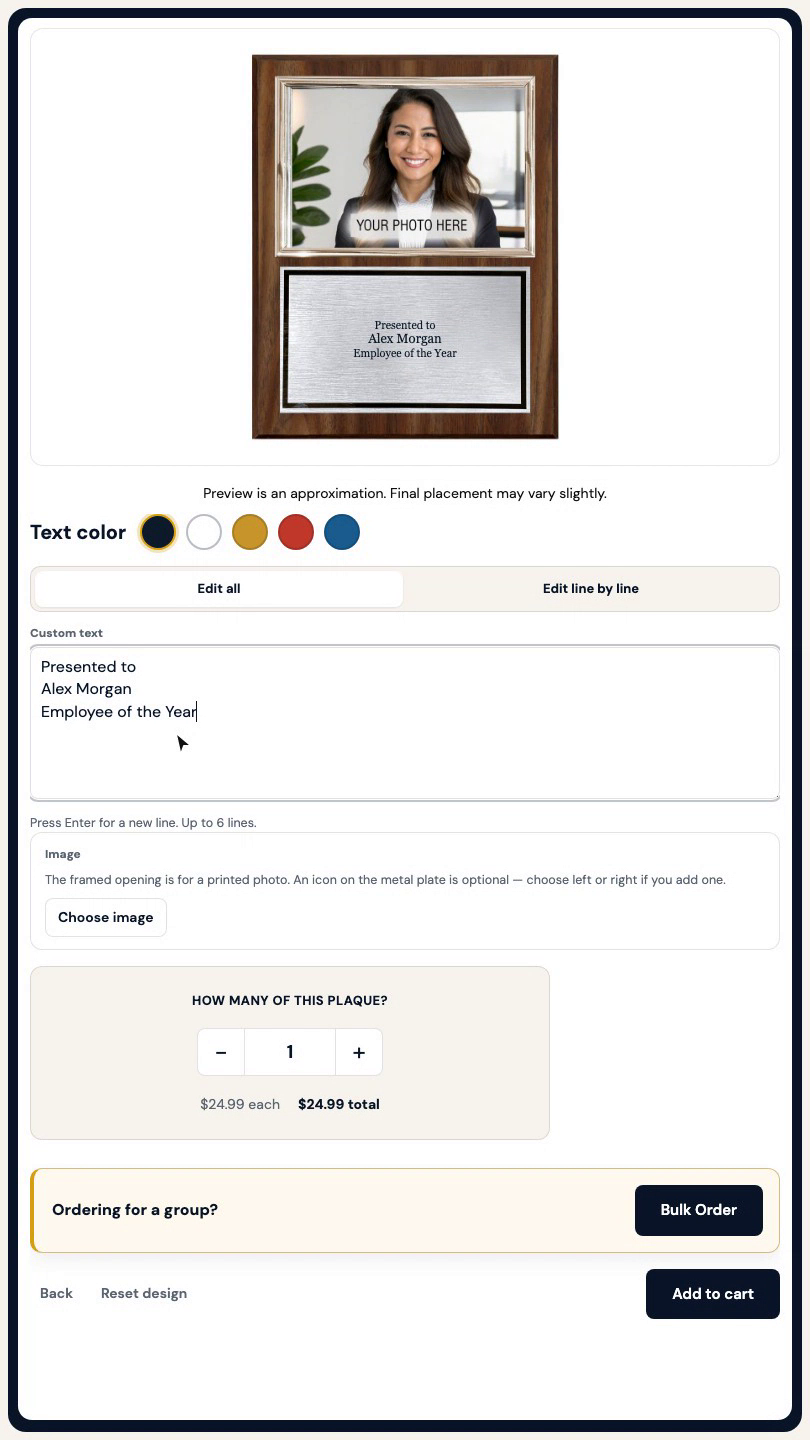 YOUR PHOTO HERE
Presented to
Alex Morgan
Employee of the Year
Preview is an approximation. Final placement may vary slightly.
Text color
Edit all
Edit line by line
Custom text
Presented to
Alex Morgan
Employee of the Year
Press Enter for a new line. Up to 6 lines.
Image
The framed opening is for a printed photo. An icon on the metal plate is optional — choose left or right if you add one.
Choose image
HOW MANY OF THIS PLAQUE?
− 1 +
$24.99 each $24.99 total
Ordering for a group?
Bulk Order
Back
Reset design
Add to cart